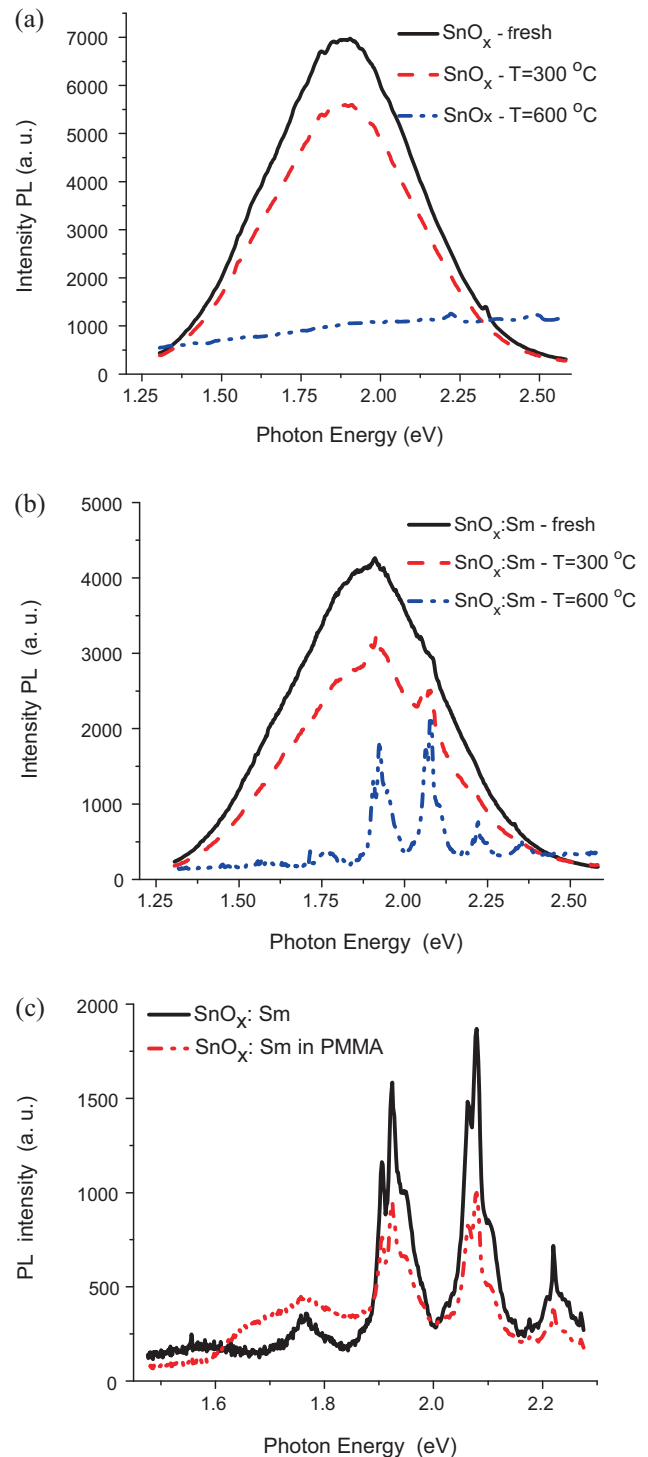 (a)
Intensity PL (a. u.)
7000
6000
5000
4000
3000
2000
1000
0
SnOx - fresh
SnOx - T=300 °C
SnOx - T=600 °C
1.25 1.50 1.75 2.00 2.25 2.50
Photon Energy (eV)
(b)
Intensity PL (a. u.)
5000
4000
3000
2000
1000
0
SnOx:Sm - fresh
SnOx:Sm - T=300 °C
SnOx:Sm - T=600 °C
1.25 1.50 1.75 2.00 2.25 2.50
Photon Energy (eV)
(c)
PL intensity (a. u.)
2000
1500
1000
500
0
SnOx: Sm
SnOx: Sm in PMMA
1.6 1.8 2.0 2.2
Photon Energy (eV)